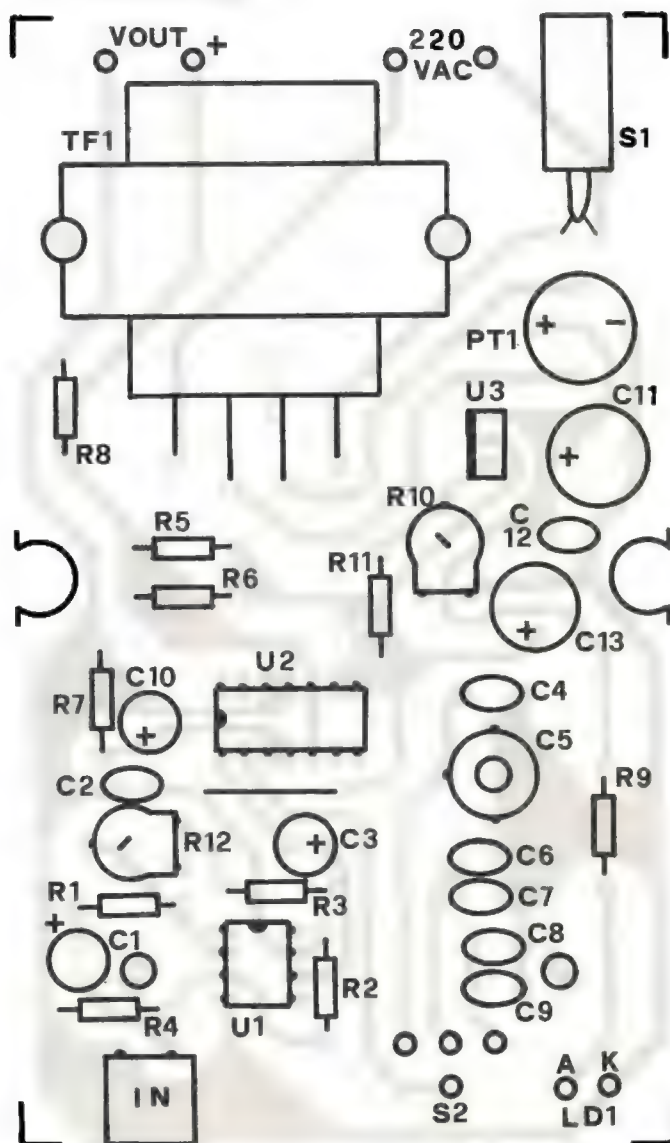 VOUT +
220
VAC
TF1
S1
+ -
PT1
U3
C11
+
R8
R10
C
12
R5
R11
R6
+
C13
U2
C10
R7
+
C4
C5
C2
R9
R12
+
C3
C6
R1
R3
C7
+
C1
C8
R2
C9
R4
U1
IN
A K
S2
LD1